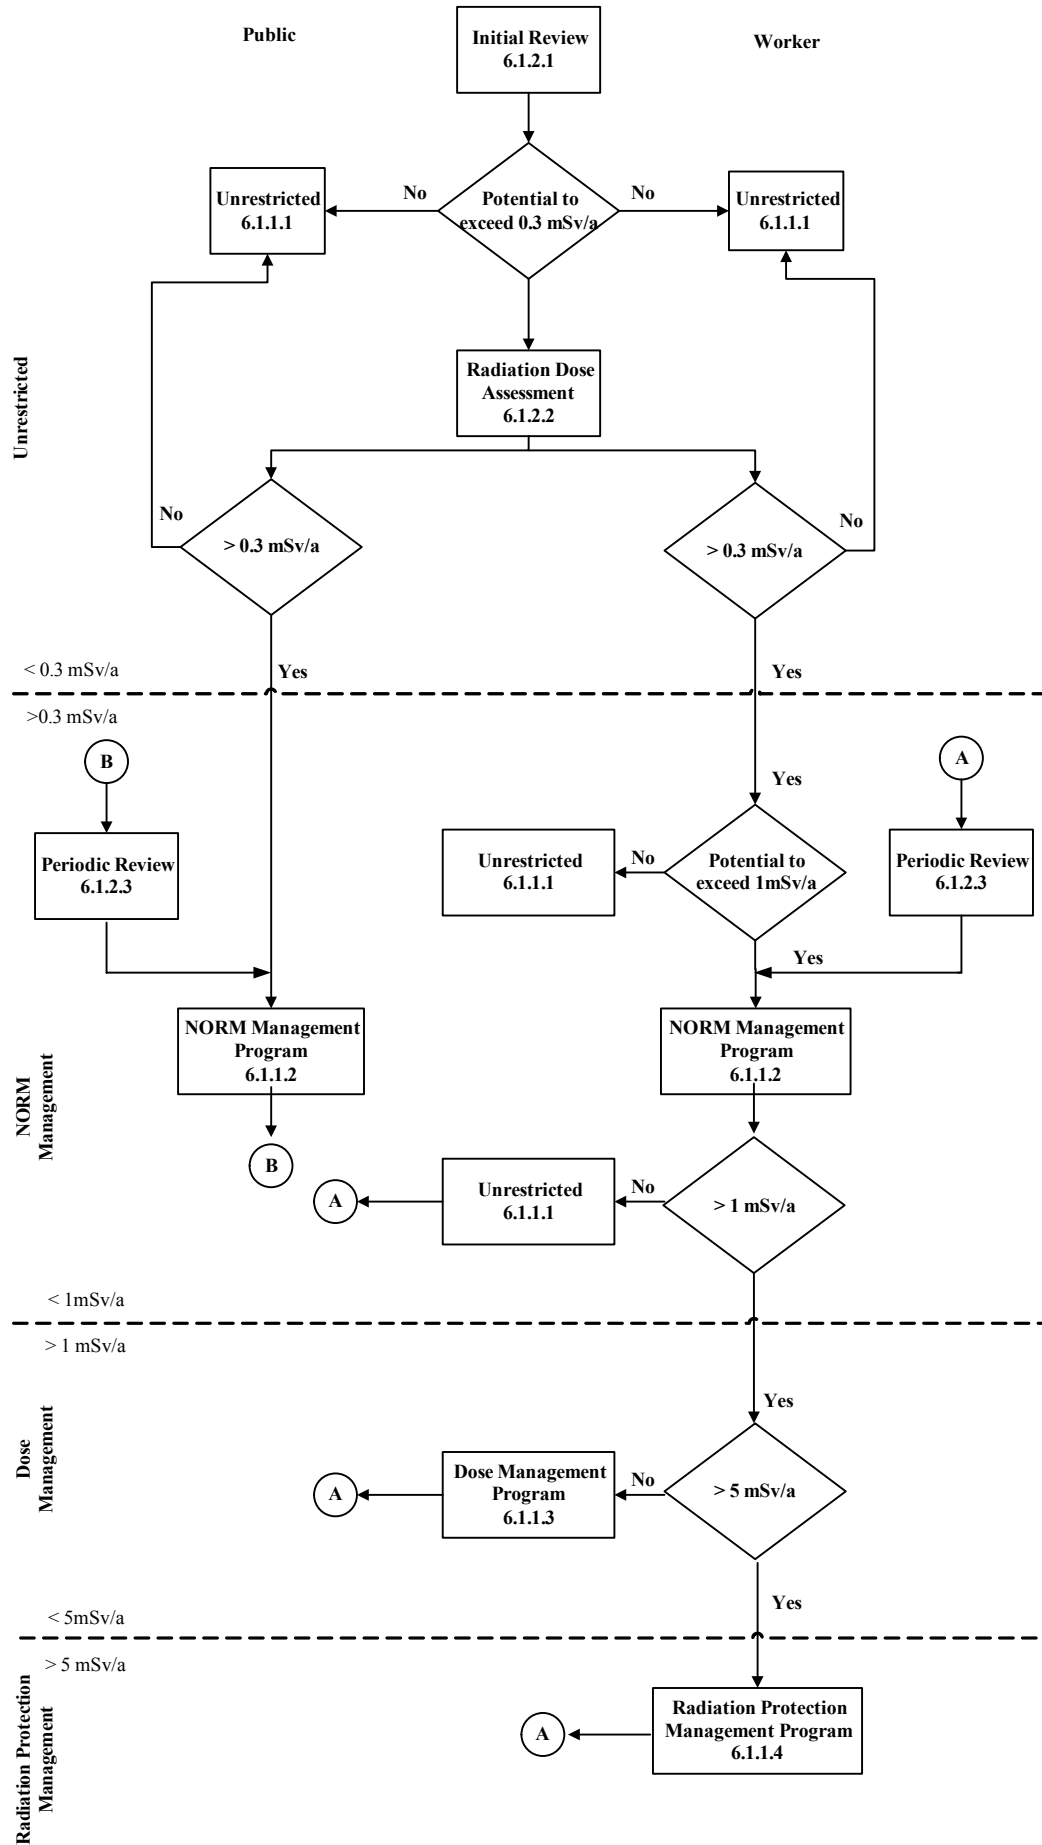 Public
Initial Review
6.1.2.1
Worker
Unrestricted
6.1.1.1
No
Potential to
exceed 0.3 mSv/a
No
Unrestricted
6.1.1.1
Unrestricted
Radiation Dose
Assessment
6.1.2.2
No
> 0.3 mSv/a
> 0.3 mSv/a
No
< 0.3 mSv/a
Yes
Yes
>0.3 mSv/a
B
A
Yes
Periodic Review
6.1.2.3
Unrestricted
6.1.1.1
No
Potential to
exceed 1mSv/a
Periodic Review
6.1.2.3
Yes
NORM
Management
NORM Management
Program
6.1.1.2
NORM Management
Program
6.1.1.2
B
A
Unrestricted
6.1.1.1
No
> 1 mSv/a
< 1mSv/a
> 1 mSv/a
Yes
Dose
Management
A
Dose Management
Program
6.1.1.3
No
> 5 mSv/a
Yes
< 5mSv/a
> 5 mSv/a
Radiation Protection
Management
A
Radiation Protection
Management Program
6.1.1.4